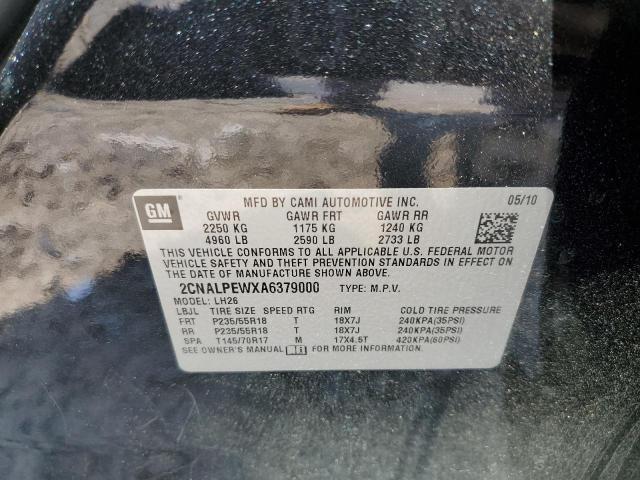 GM
MFD BY CAMI AUTOMOTIVE INC. 05/10
GVWR GAWR FRT GAWR RR
2250 KG 1175 KG 1240 KG
4960 LB 2590 LB 2733 LB
THIS VEHICLE CONFORMS TO ALL APPLICABLE U.S. FEDERAL MOTOR
VEHICLE SAFETY AND THEFT PREVENTION STANDARDS IN EFFECT ON
THE DATE OF MANUFACTURE SHOWN ABOVE.
2CNALPEWXA6379000 TYPE: M.P.V.
MODEL: LH26
LBJL TIRE SIZE SPEED RTG RIM COLD TIRE PRESSURE
FRT P235/55R18 T 18X7J 240KPA(35PSI)
RR P235/55R18 T 18X7J 240KPA(35PSI)
SPA T145/70R17 M 17X4.5T 420KPA(60PSI)
SEE OWNER'S MANUAL FOR MORE INFORMATION.